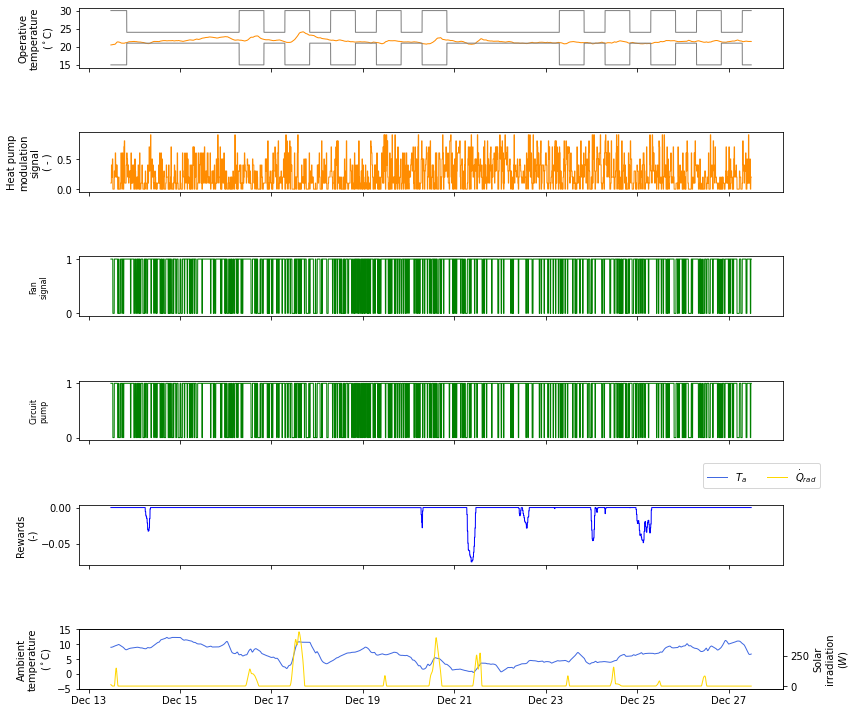 Operative
temperature
(°C)
30
25
20
15
Heat pump
modulation
signal
( - )
0.5
0.0
Fan
signal
1
0
Circuit
pump
1
0
T_a Q̇_rad
Rewards
(-)
0.00
−0.05
Ambient
temperature
(°C)
15
10
5
0
−5
250
0
Solar
irradiation
(W)
Dec 13 Dec 15 Dec 17 Dec 19 Dec 21 Dec 23 Dec 25 Dec 27